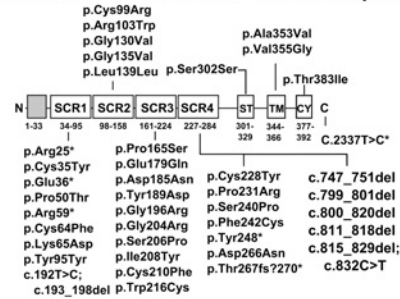 p.Cys99Arg
p.Arg103Trp
p.Gly130Val
p.Gly135Val
p.Leu139Leu
p.Ser302Ser
p.Ala353Val
p.Val355Gly
p.Thr383Ile
N
SCR1
SCR2
SCR3
SCR4
ST
TM
CY
C
1-33
34-95
98-158
161-224
227-284
301-
329
344-
366
377-
392
C.2337T>C*
p.Arg25*
p.Cys35Tyr
p.Glu36*
p.Pro50Thr
p.Arg59*
p.Cys64Phe
p.Lys65Asp
p.Tyr95Tyr
c.192T>C;
c.193_198del
p.Pro165Ser
p.Glu179Gln
p.Asp185Asn
p.Tyr189Asp
p.Gly196Arg
p.Gly204Arg
p.Ser206Pro
p.Ile208Tyr
p.Cys210Phe
p.Trp216Cys
p.Cys228Tyr
p.Pro231Arg
p.Ser240Pro
p.Phe242Cys
p.Tyr248*
p.Asp266Asn
p.Thr267fs?270*
c.747_751del
c.799_801del
c.800_820del
c.811_818del
c.815_829del;
c.832C>T